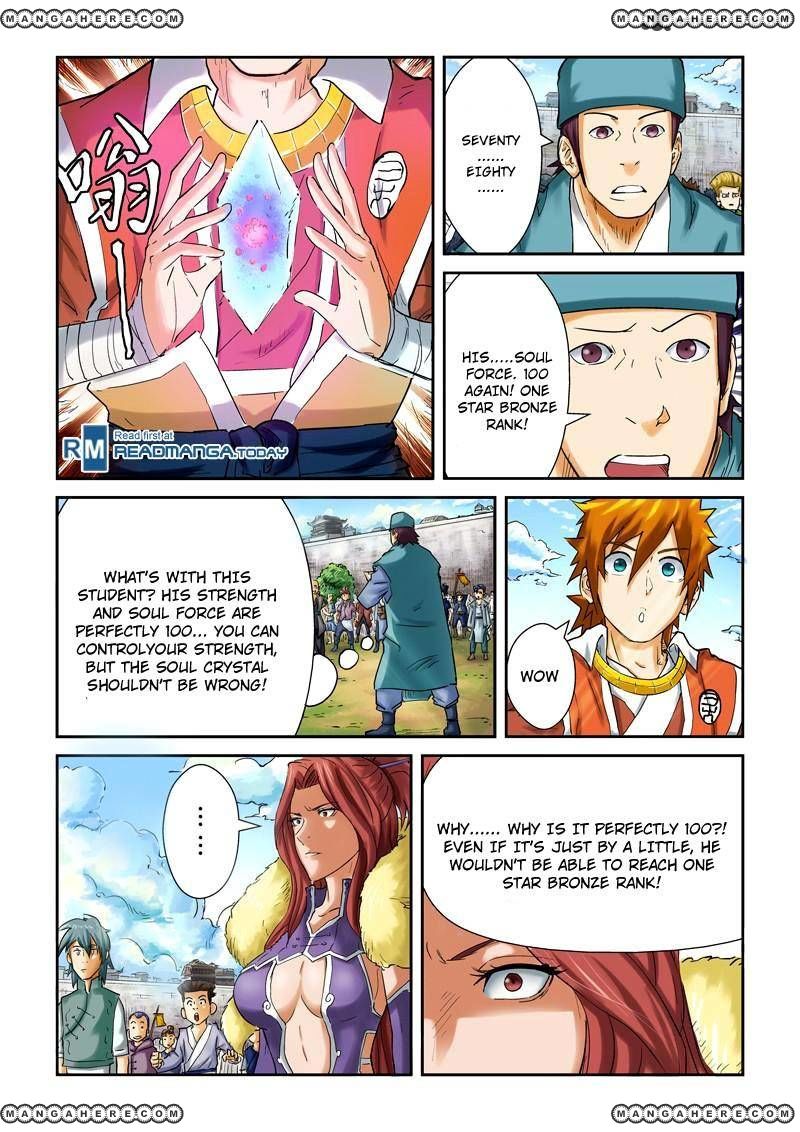 MANGAHERE.COM
MANGAHERE.COM
嗡
SEVENTY
......
EIGHTY
......
HIS.....SOUL
FORCE. 100
AGAIN! ONE
STAR BRONZE
RANK!
RM Read first at
READMANGA.TODAY
WHAT'S WITH THIS
STUDENT? HIS STRENGTH
AND SOUL FORCE ARE
PERFECTLY 100... YOU CAN
CONTROLYOUR STRENGTH,
BUT THE SOUL CRYSTAL
SHOULDN'T BE WRONG!
WOW
......
WHY...... WHY IS IT PERFECTLY 100?!
EVEN IF IT'S JUST BY A LITTLE, HE
WOULDN'T BE ABLE TO REACH ONE
STAR BRONZE RANK!
MANGAHERE.COM
MANGAHERE.COM